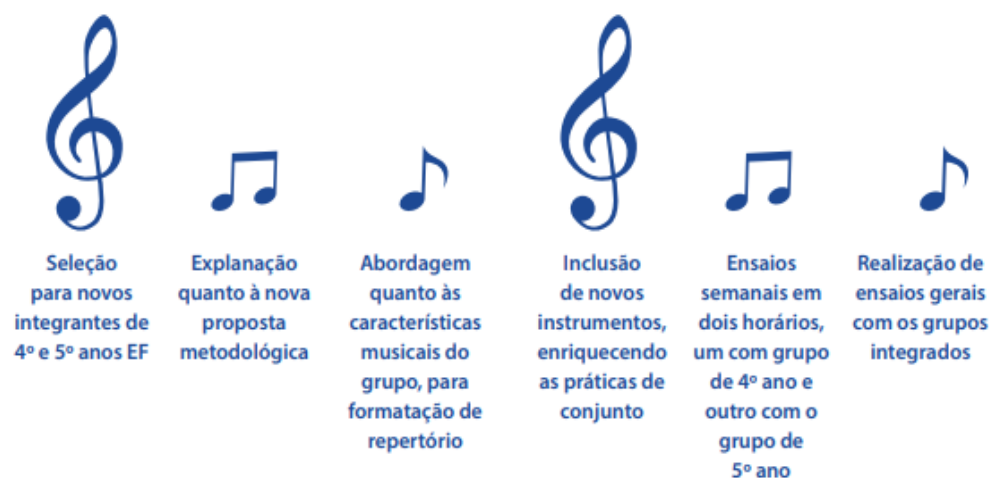 Seleção
para novos
integrantes de
4º e 5º anos EF
Explanação
quanto à nova
proposta
metodológica
Abordagem
quanto às
características
musicais do
grupo, para
formatação de
repertório
Inclusão
de novos
instrumentos,
enriquecendo
as práticas de
conjunto
Ensaios
semanais em
dois horários,
um com grupo
de 4º ano e
outro com o
grupo de
5º ano
Realização de
ensaios gerais
com os grupos
integrados